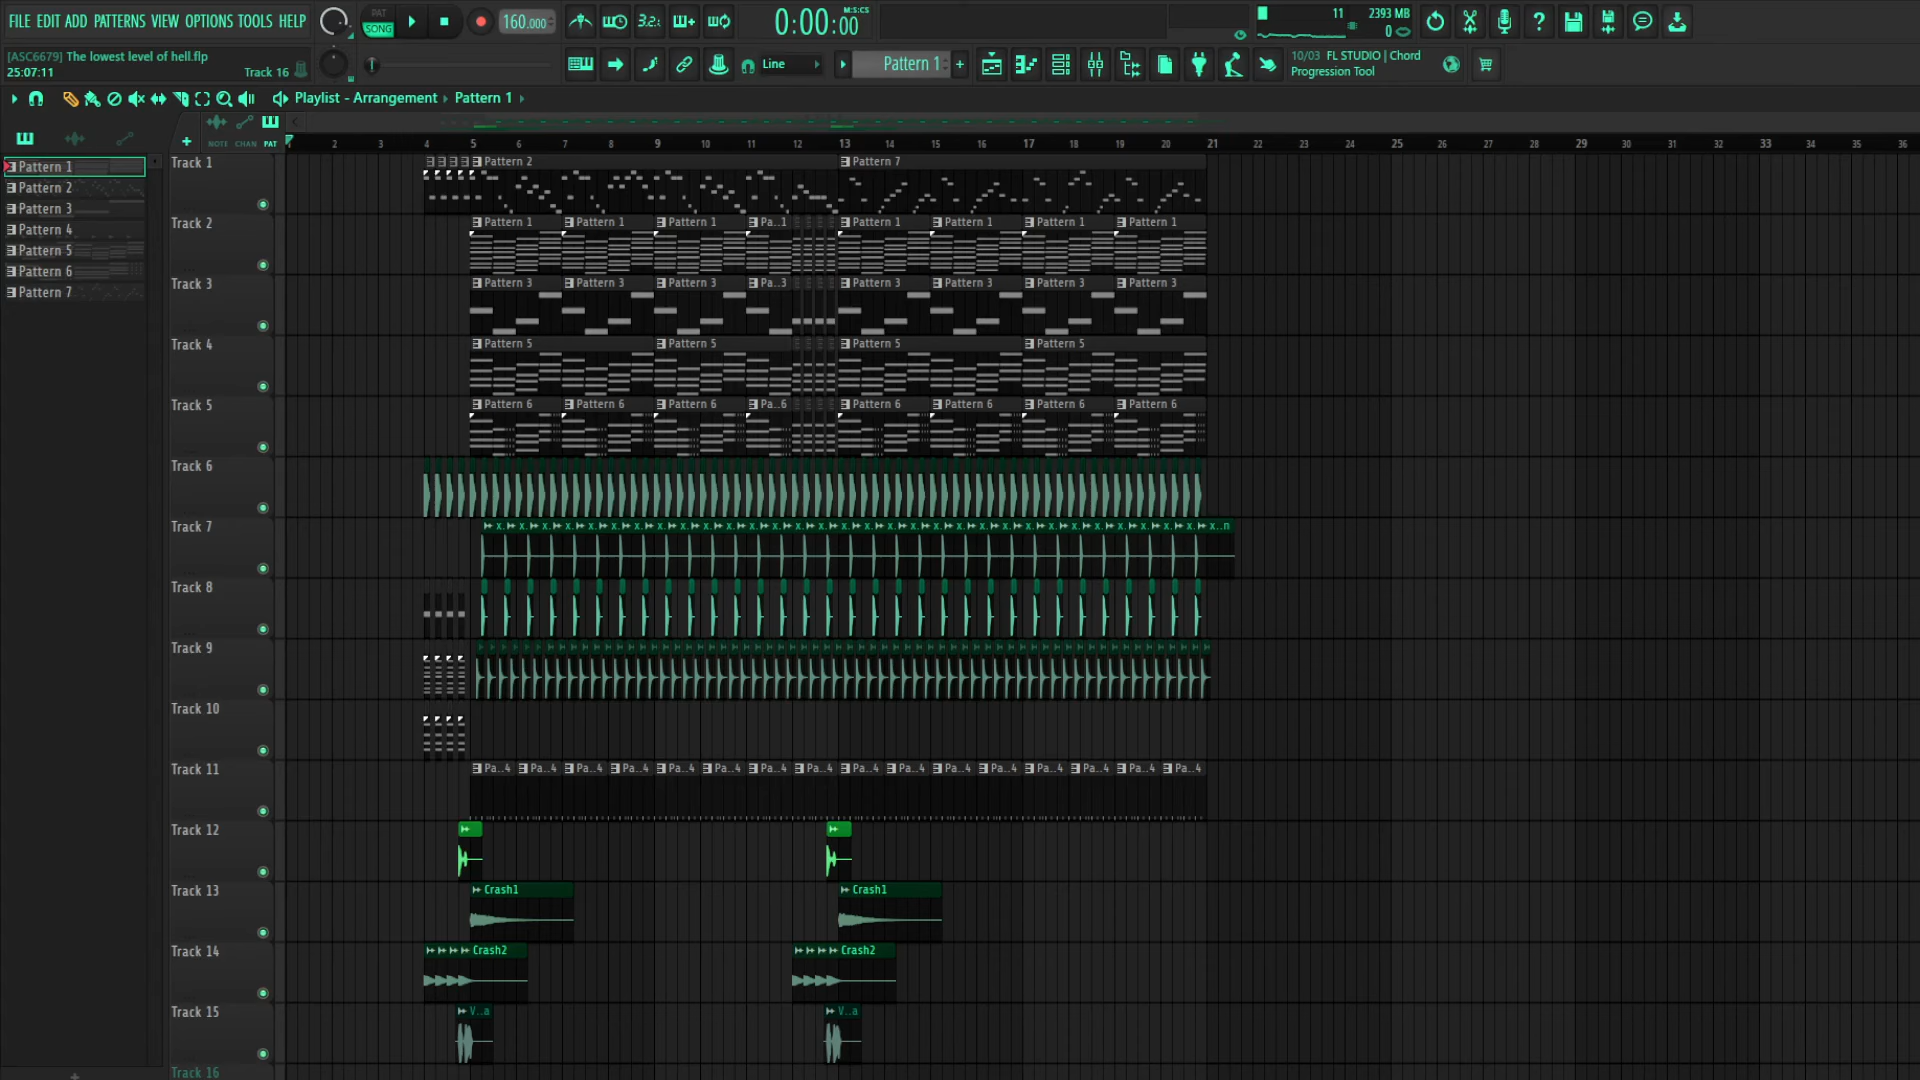 FILE EDIT ADD PATTERNS VIEW OPTIONS TOOLS HELP
PAT
SONG
160.000
3.2.
0:00:00
M:S:CS
11
2393 MB
0
[ASC6679] The lowest level of hell.flp
25:07:11
Track 16
Line
Pattern 1
+
10/03 FL STUDIO | Chord
Progression Tool
Playlist - Arrangement › Pattern 1 ›
NOTE CHAN PAT
2 3 4 5 6 7 8 9 10 11 12 13 14 15 16 17 18 19 20 21 22 23 24 25 26 27 28 29 30 31 32 33 34 35 36
Pattern 1
Pattern 2
Pattern 3
Pattern 4
Pattern 5
Pattern 6
Pattern 7
Track 1
Pattern 2
Pattern 7
Track 2
Pattern 1 Pattern 1 Pattern 1 Pa..1 Pattern 1 Pattern 1 Pattern 1 Pattern 1
Track 3
Pattern 3 Pattern 3 Pattern 3 Pa..3 Pattern 3 Pattern 3 Pattern 3 Pattern 3
Track 4
Pattern 5 Pattern 5 Pattern 5 Pattern 5
Track 5
Pattern 6 Pattern 6 Pattern 6 Pa..6 Pattern 6 Pattern 6 Pattern 6 Pattern 6
Track 6
Track 7
x. x. x. x. x. x. x. x. x. x. x. x. x. x. x. x. x. x. x. x. x. x. x. x. x. x. x. x. x. x. x. x..n
Track 8
Track 9
Track 10
Track 11
Pa..4 Pa..4 Pa..4 Pa..4 Pa..4 Pa..4 Pa..4 Pa..4 Pa..4 Pa..4 Pa..4 Pa..4 Pa..4 Pa..4 Pa..4 Pa..4
Track 12
Track 13
Crash1 Crash1
Track 14
Crash2 Crash2
Track 15
V..a V..a
Track 16